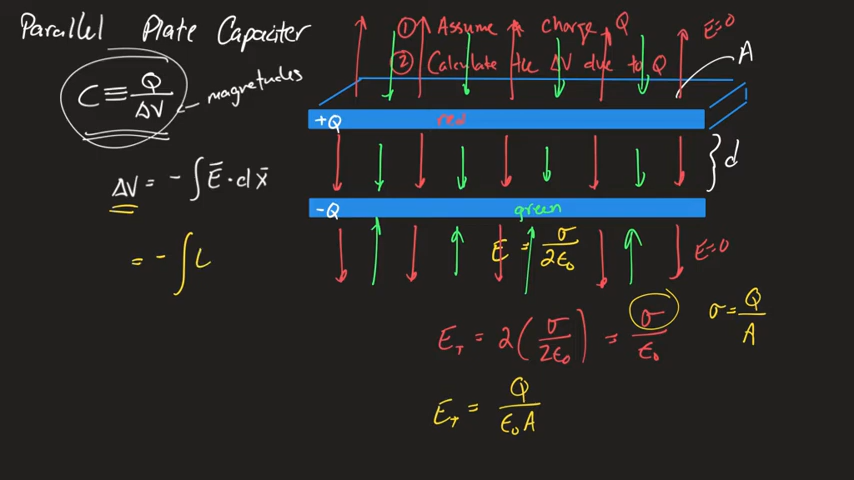 Parallel Plate Capaciter
① Assume charge Q
E=0
② Calculate the ΔV due to Q
A
C ≡ Q/ΔV
magnitudes
+Q red
d
ΔV = - ∫ E̅ · dx̅
-Q green
= - ∫
E = σ/2ε₀
E=0
E_T = 2(σ/2ε₀) = σ/ε₀
σ = Q/A
E_T = Q/ε₀A